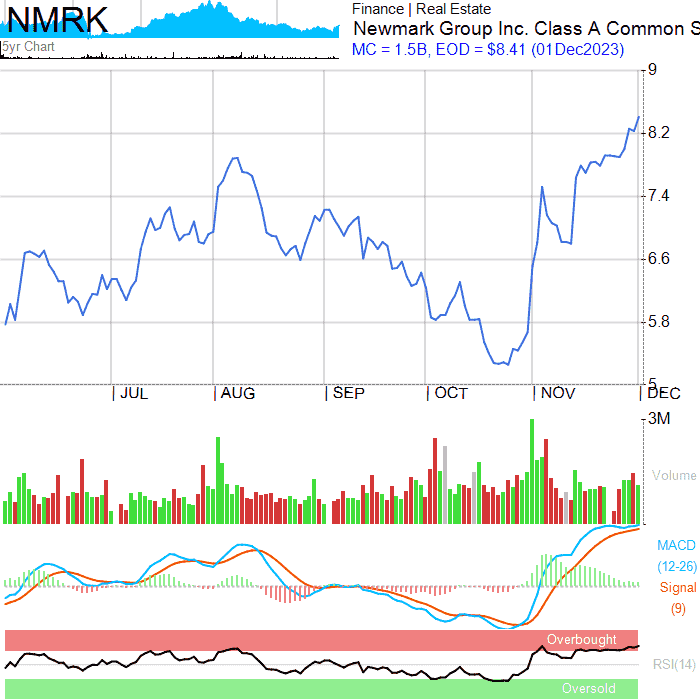 NMRK
5yr Chart
Finance | Real Estate
Newmark Group Inc. Class A Common S
MC = 1.5B, EOD = $8.41 (01Dec2023)
9
8.2
7.4
6.6
5.8
5
| JUL | AUG | SEP | OCT | NOV | DEC
3M
Volume
MACD
(12-26)
Signal
(9)
Overbought
RSI(14)
Oversold